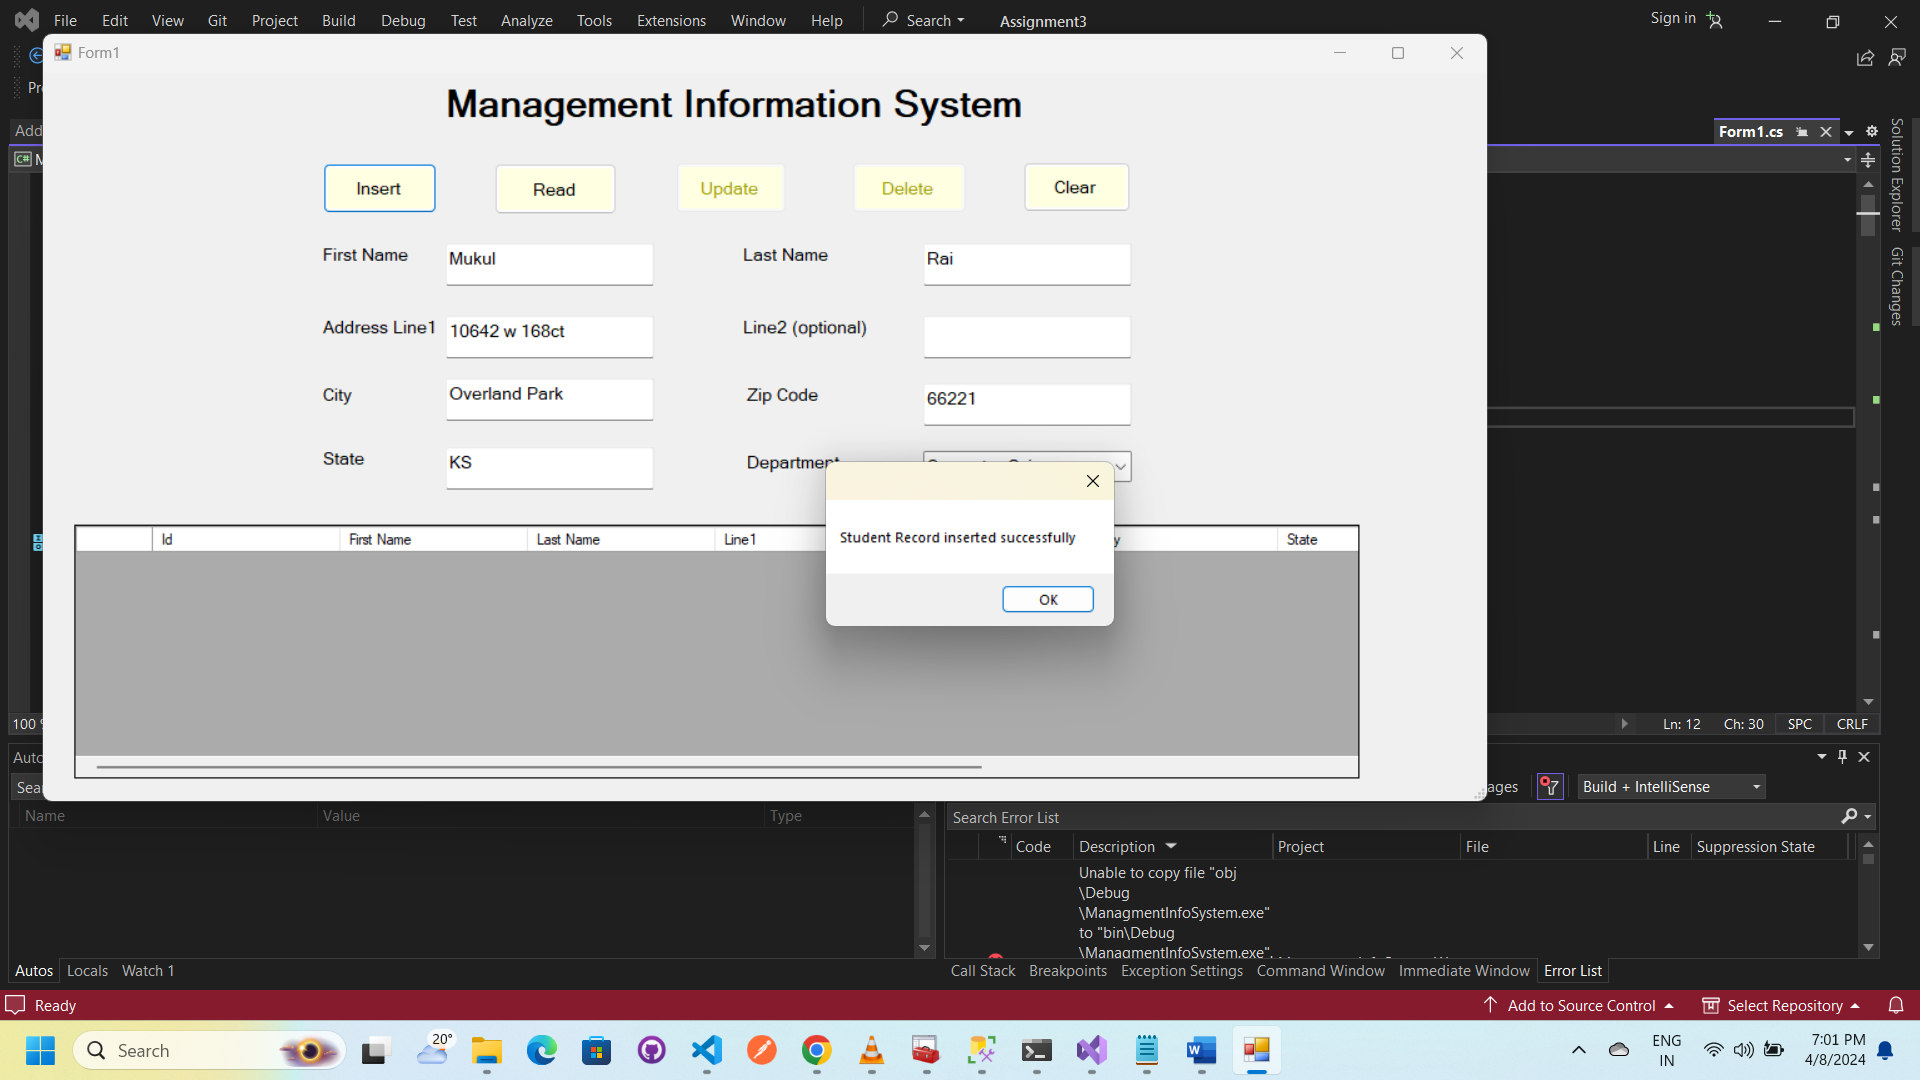 File Edit View Git Project Build Debug Test Analyze Tools Extensions Window Help Search Assignment3 Sign in
Form1
Management Information System
Add
Form1.cs
Insert Read Update Delete Clear
First Name Mukul Last Name Rai
Address Line1 10642 w 168ct Line2 (optional)
City Overland Park Zip Code 66221
State KS Department
Id First Name Last Name Line1 State
Student Record inserted successfully
OK
Solution Explorer
Git Changes
100 Ln: 12 Ch: 30 SPC CRLF
Build + IntelliSense
Name Value Type
Search Error List
Code Description Project File Line Suppression State
Unable to copy file "obj
\Debug
\ManagmentInfoSystem.exe"
to "bin\Debug
\ManagmentInfoSystem.exe".
Autos Locals Watch 1
Call Stack Breakpoints Exception Settings Command Window Immediate Window Error List
Ready Add to Source Control Select Repository
Search 20° ENG 7:01 PM
IN 4/8/2024